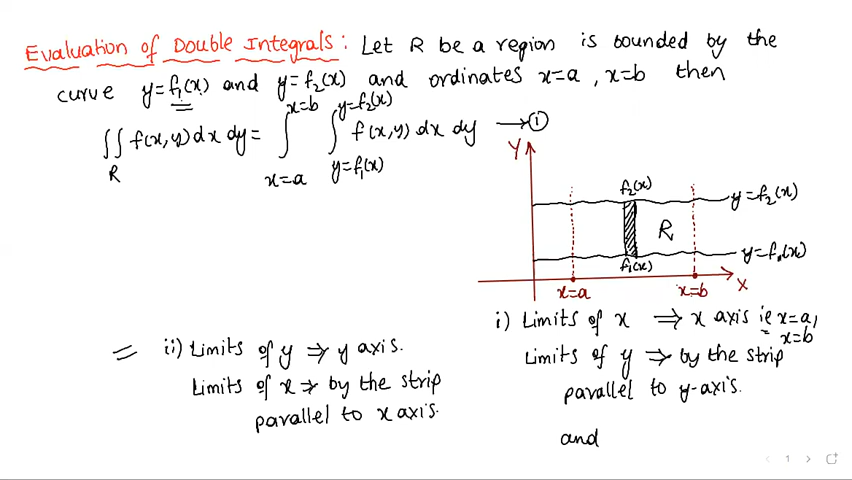 Evaluation of Double Integrals: Let R be a region is bounded by the
curve y=f₁(x) and y=f₂(x) and ordinates x=a, x=b then
∬ f(x,y) dx dy = ∫ ∫ f(x,y) dx dy → ①
R x=a x=b y=f₁(x) y=f₂(x)
Y
f₂(x) y=f₂(x)
R
f₁(x) y=f₁(x)
x=a x=b X
i) Limits of x ⇒ x axis ie x=a,
x=b
Limits of y ⇒ by the strip
parallel to y-axis.
and
= ii) Limits of y ⇒ y axis.
Limits of x ⇒ by the strip
parallel to x axis.
1